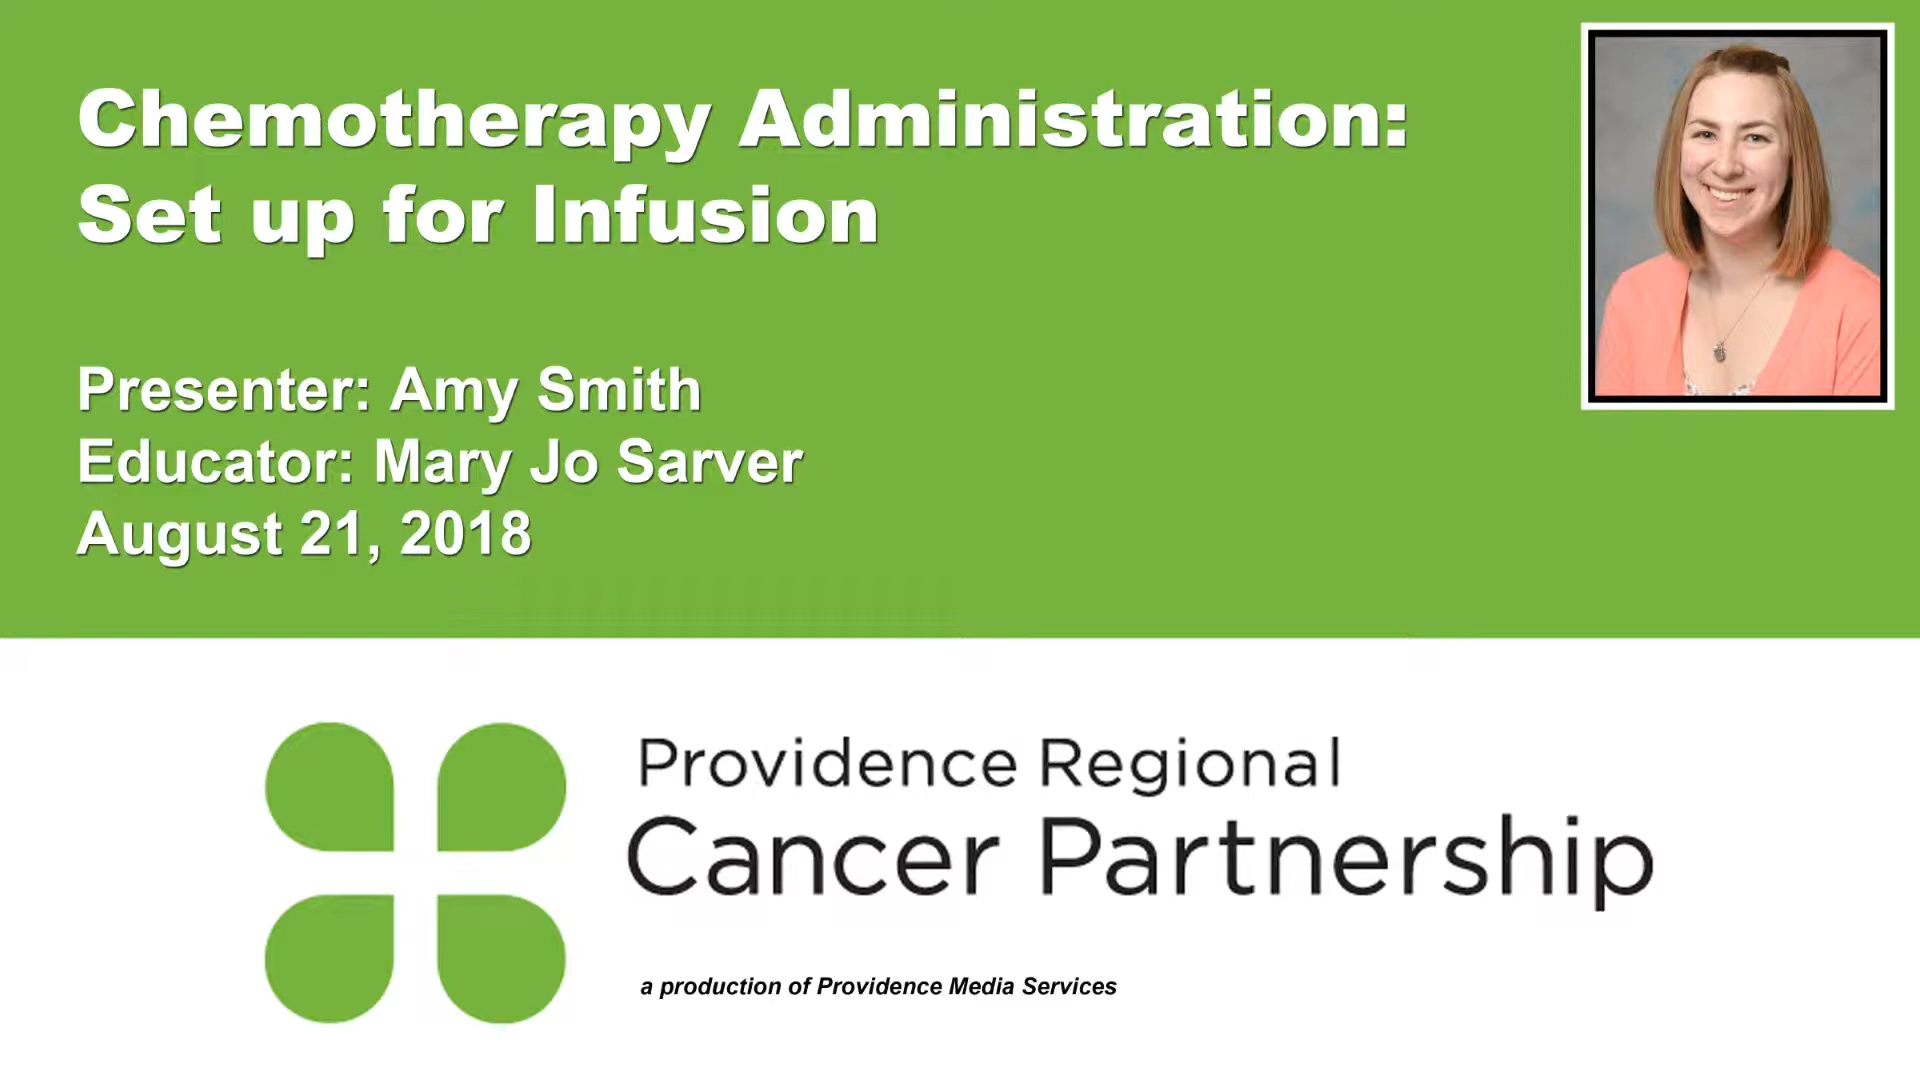 Chemotherapy Administration:
Set up for Infusion
Presenter: Amy Smith
Educator: Mary Jo Sarver
August 21, 2018
Providence Regional
Cancer Partnership
a production of Providence Media Services